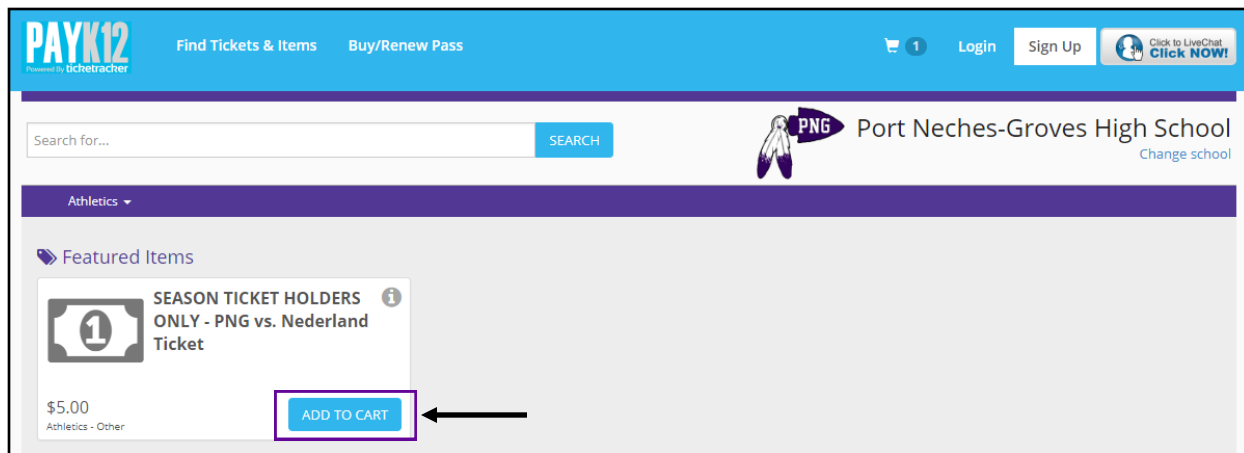 PAYK12
Powered By ticketracker
Find Tickets & Items
Buy/Renew Pass
1
Login
Sign Up
Click to LiveChat
Click NOW!
Search for...
SEARCH
PNG
Port Neches-Groves High School
Change school
Athletics
Featured Items
1
SEASON TICKET HOLDERS
ONLY - PNG vs. Nederland
Ticket
$5.00
Athletics - Other
ADD TO CART